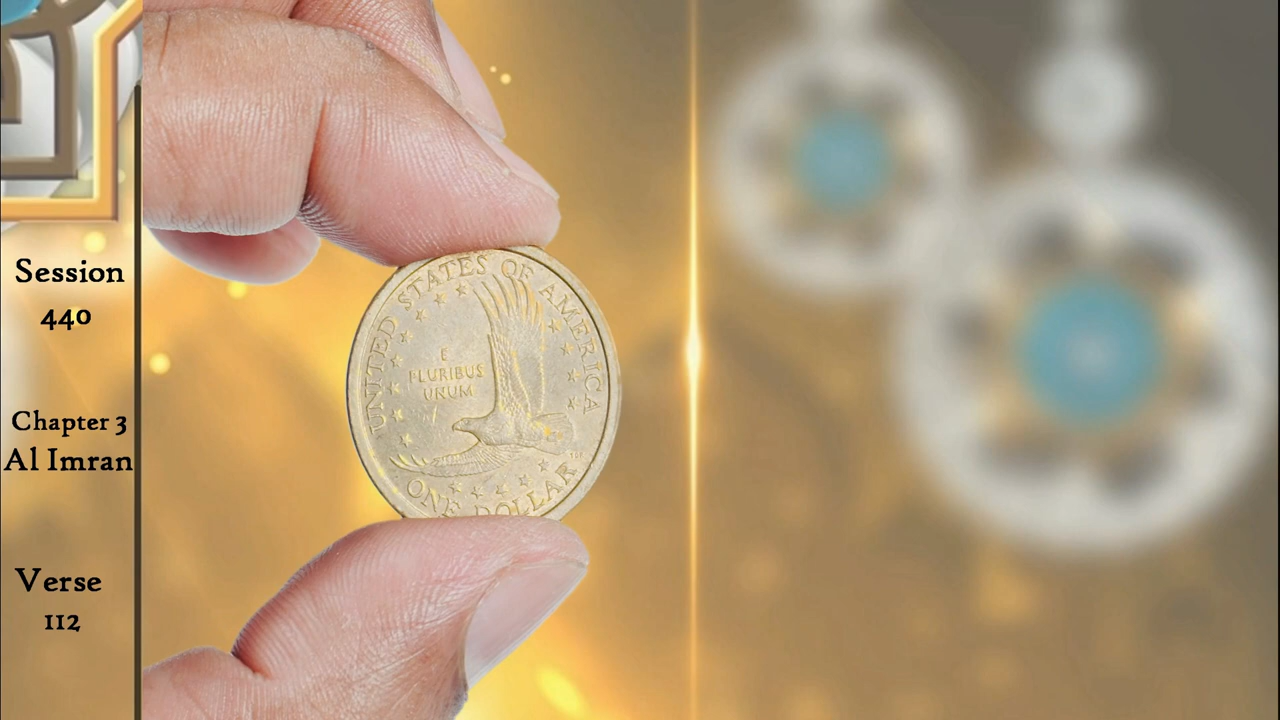 Session
440
Chapter 3
Al Imran
Verse
112
UNITED STATES OF AMERICA
E
PLURIBUS
UNUM
ONE DOLLAR